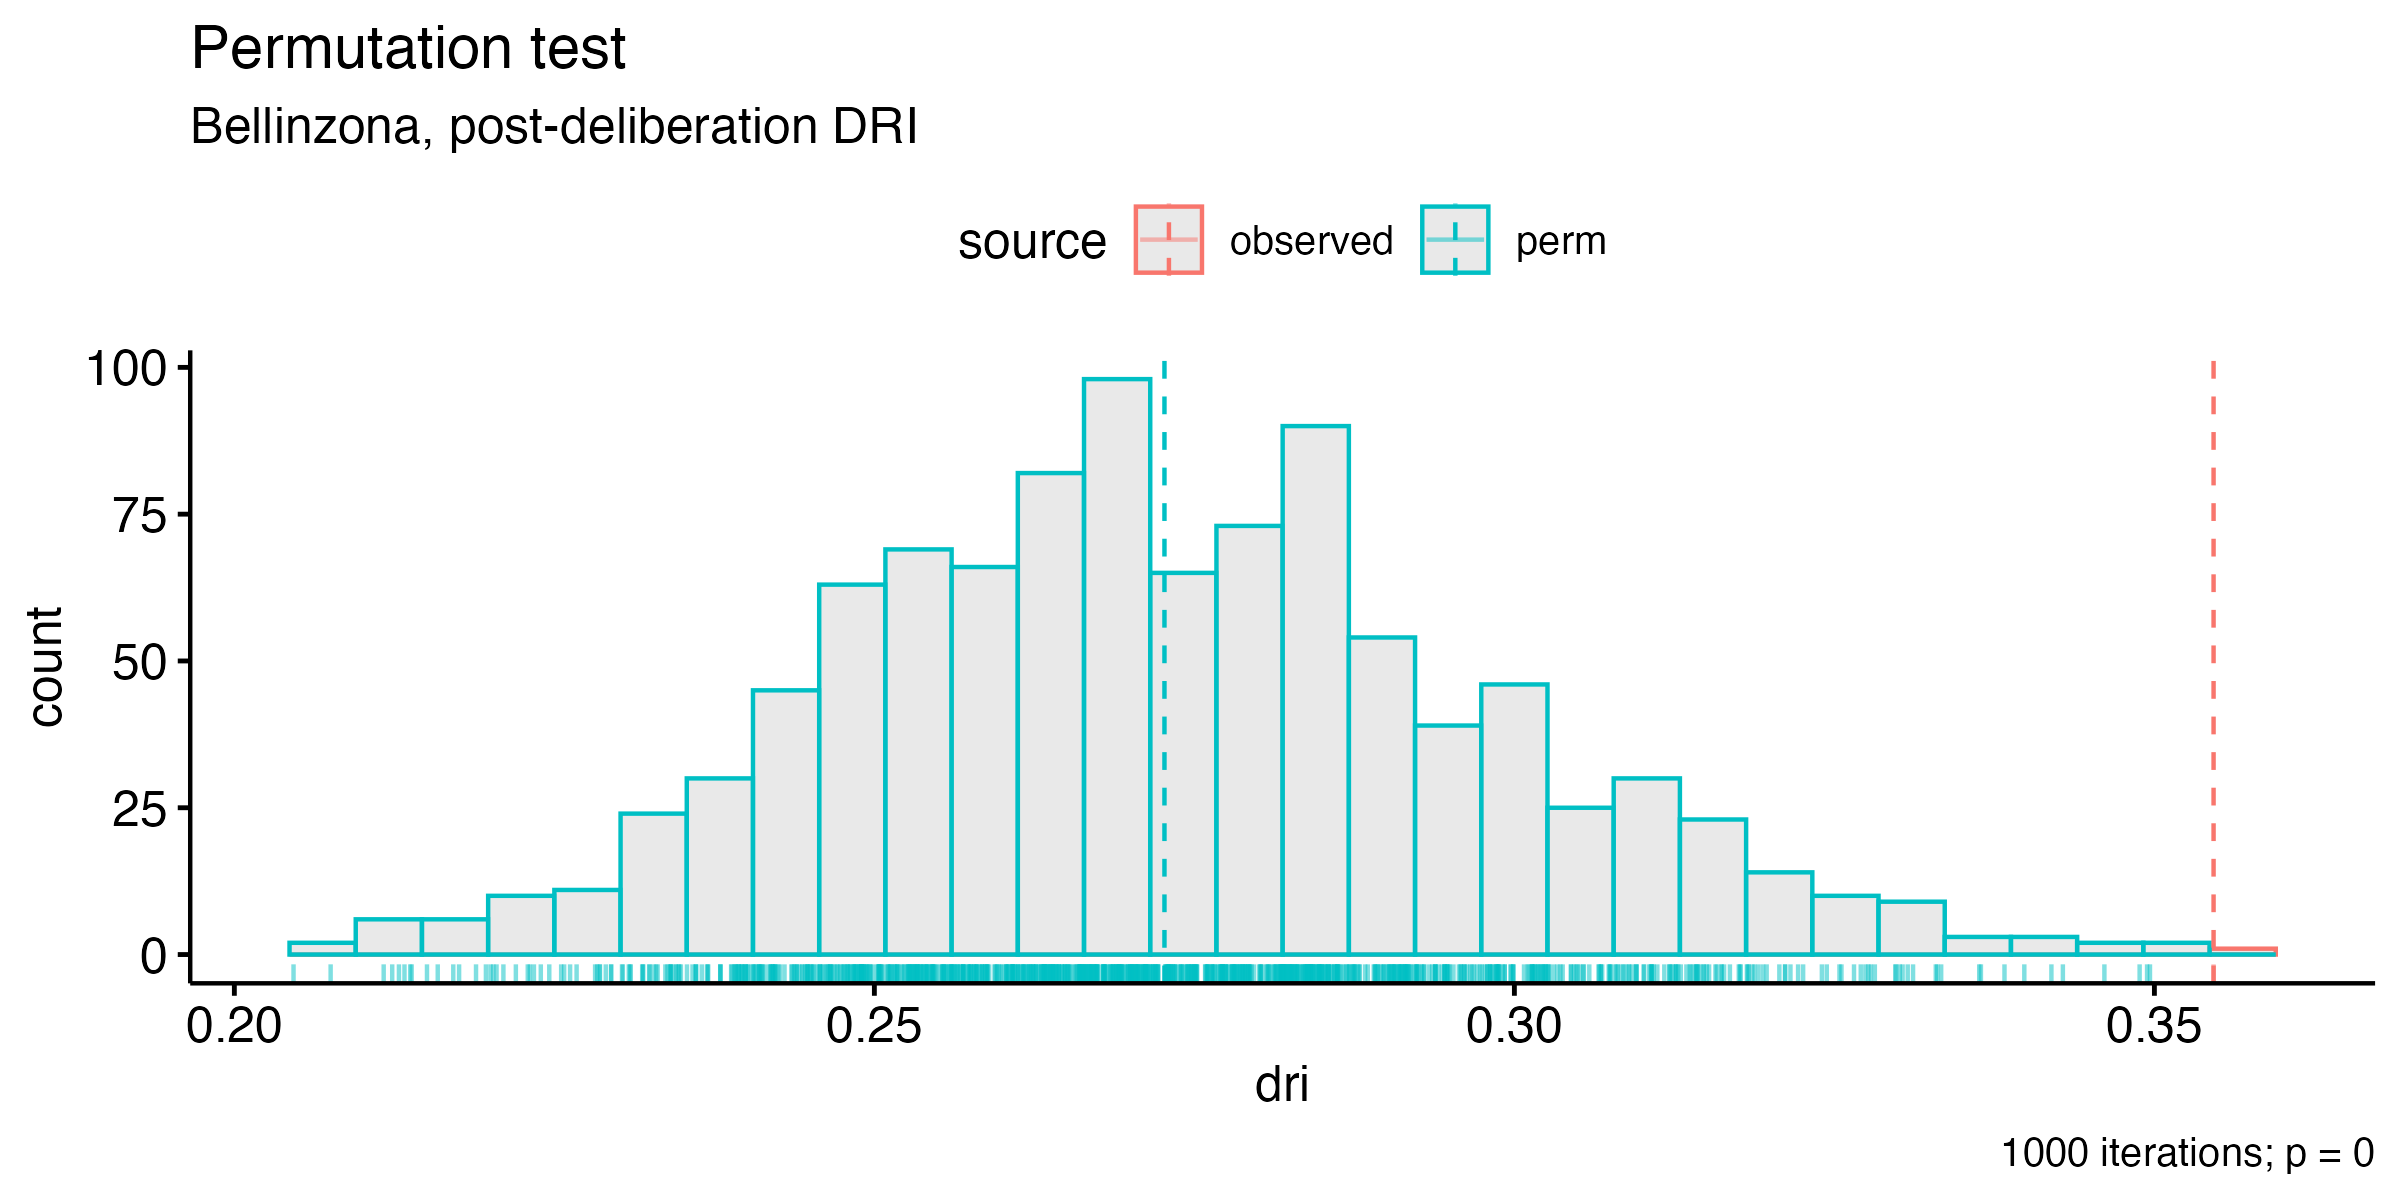 Permutation test
Bellinzona, post-deliberation DRI
source observed perm
100
75
50
25
0
count
0.20 0.25 0.30 0.35
dri
1000 iterations; p = 0